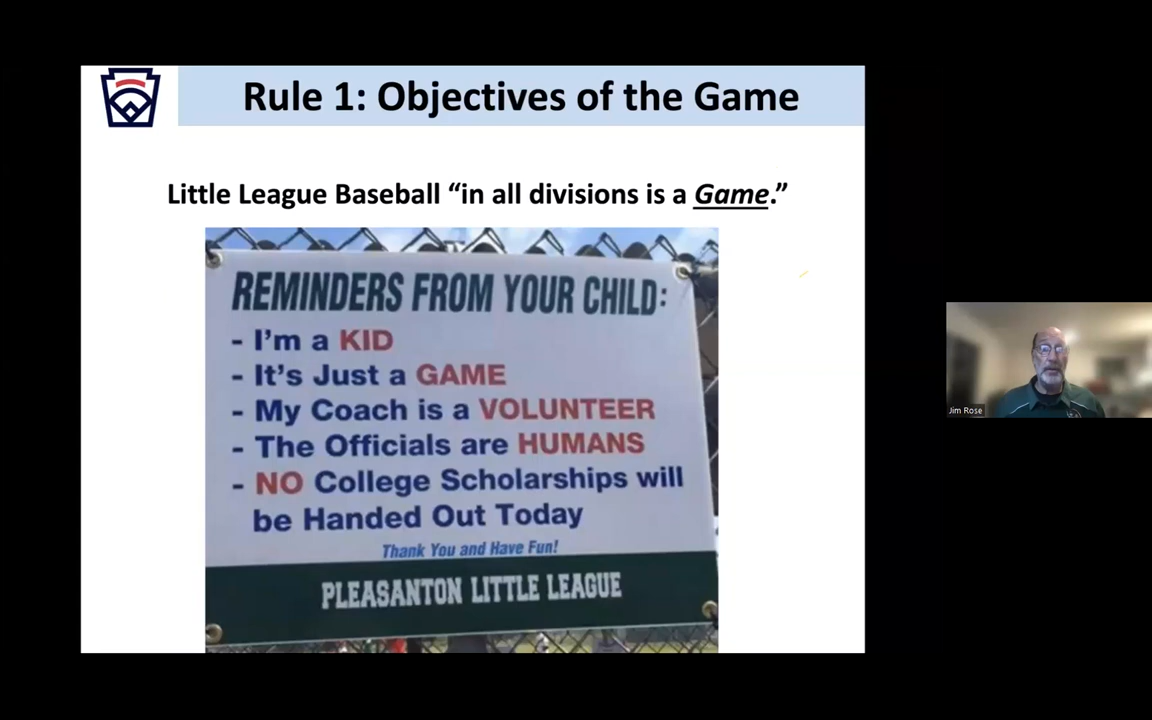 Rule 1: Objectives of the Game
Little League Baseball “in all divisions is a Game.”
REMINDERS FROM YOUR CHILD:
- I'm a KID
- It's Just a GAME
- My Coach is a VOLUNTEER
- The Officials are HUMANS
- NO College Scholarships will
be Handed Out Today
Thank You and Have Fun!
PLEASANTON LITTLE LEAGUE
Jim Rose